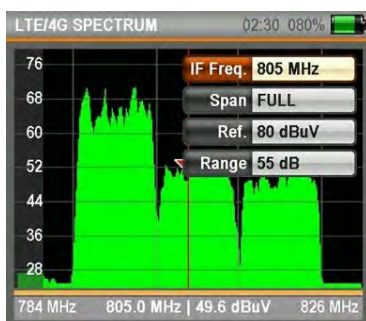 LTE/4G SPECTRUM 02:30 080%
76 IF Freq. 805 MHz
68 Span FULL
60 Ref. 80 dBuV
52 Range 55 dB
44
36
28
784 MHz 805.0 MHz | 49.6 dBuV 826 MHz